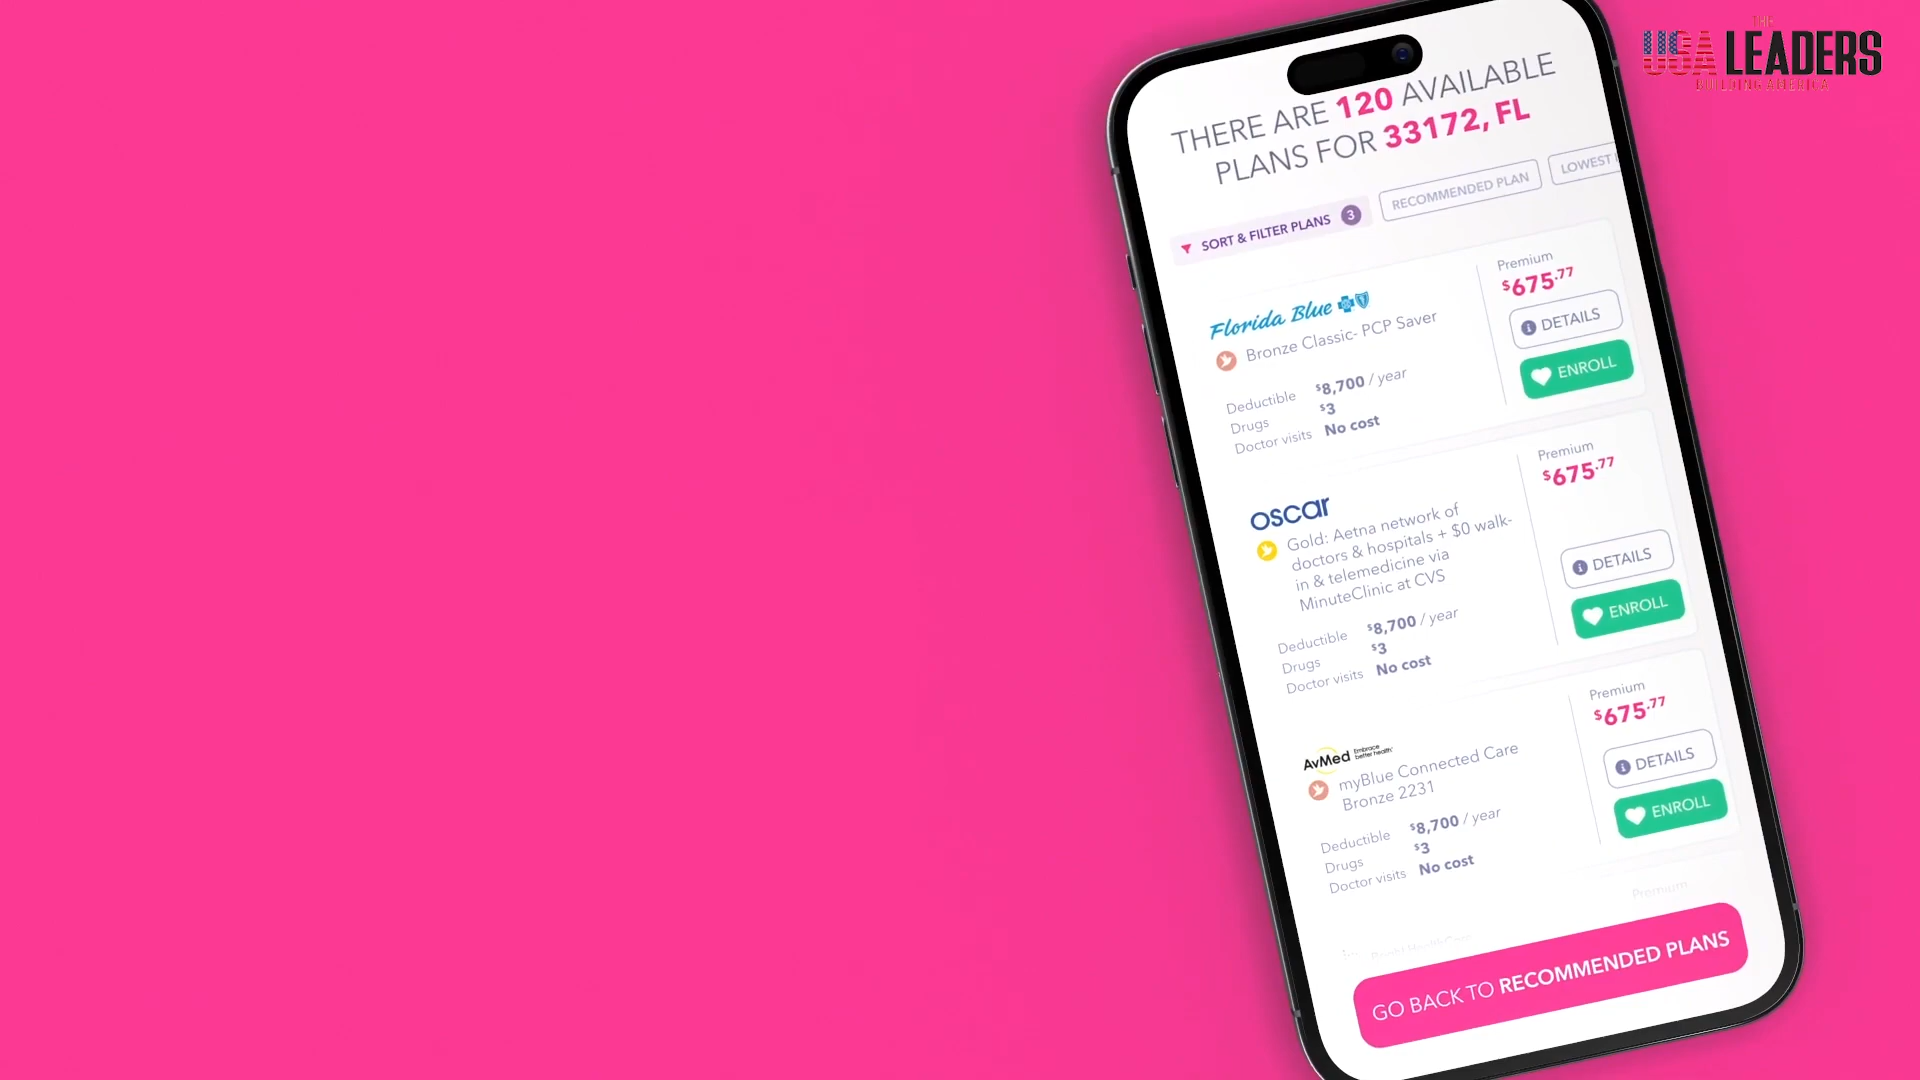 THE
USA LEADERS
BUILDING AMERICA
THERE ARE 120 AVAILABLE
PLANS FOR 33172, FL
SORT & FILTER PLANS 3
RECOMMENDED PLAN
LOWEST
Florida Blue
Bronze Classic- PCP Saver
Deductible $8,700 / year
Drugs $3
Doctor visits No cost
Premium
$675.77
DETAILS
ENROLL
oscar
Gold: Aetna network of
doctors & hospitals + $0 walk-
in & telemedicine via
MinuteClinic at CVS
Deductible $8,700 / year
Drugs $3
Doctor visits No cost
Premium
$675.77
DETAILS
ENROLL
AvMed Embrace
better health.
myBlue Connected Care
Bronze 2231
Deductible $8,700 / year
Drugs $3
Doctor visits No cost
Premium
$675.77
DETAILS
ENROLL
Premium
GO BACK TO RECOMMENDED PLANS